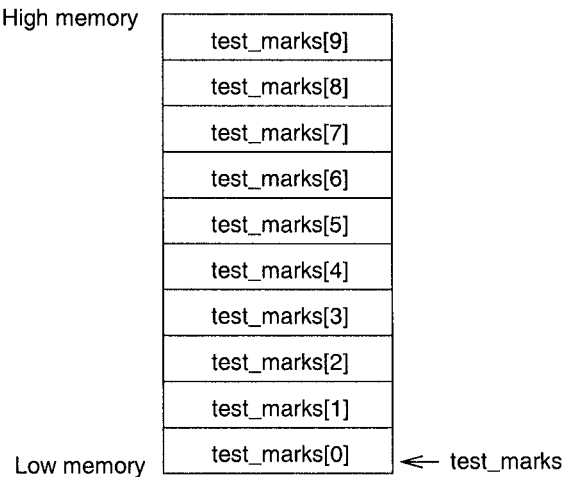 High memory
test_marks[9]
test_marks[8]
test_marks[7]
test_marks[6]
test_marks[5]
test_marks[4]
test_marks[3]
test_marks[2]
test_marks[1]
Low memory
test_marks[0]
test_marks